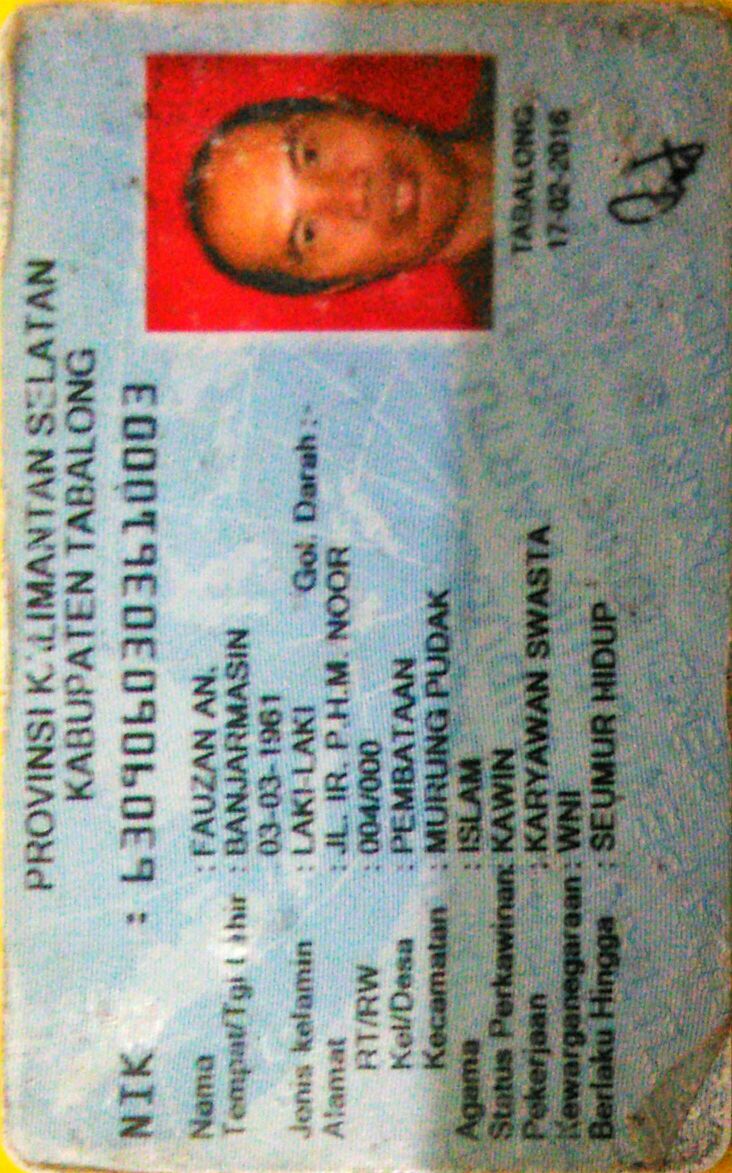 PROVINSI KALIMANTAN SELATAN
KABUPATEN TABALONG
NIK : 6309060303610003
Nama : FAUZAN AN.
Tempat/Tgl Lahir : BANJARMASIN
03-03-1961
Jenis kelamin : LAKI-LAKI Gol. Darah : -
Alamat : JL. IR. P.H.M. NOOR
RT/RW : 004/000
Kel/Desa : PEMBATAAN
Kecamatan : MURUNG PUDAK
Agama : ISLAM
Status Perkawinan: KAWIN
Pekerjaan : KARYAWAN SWASTA
Kewarganegaraan : WNI
Berlaku Hingga : SEUMUR HIDUP
TABALONG
17-02-2016